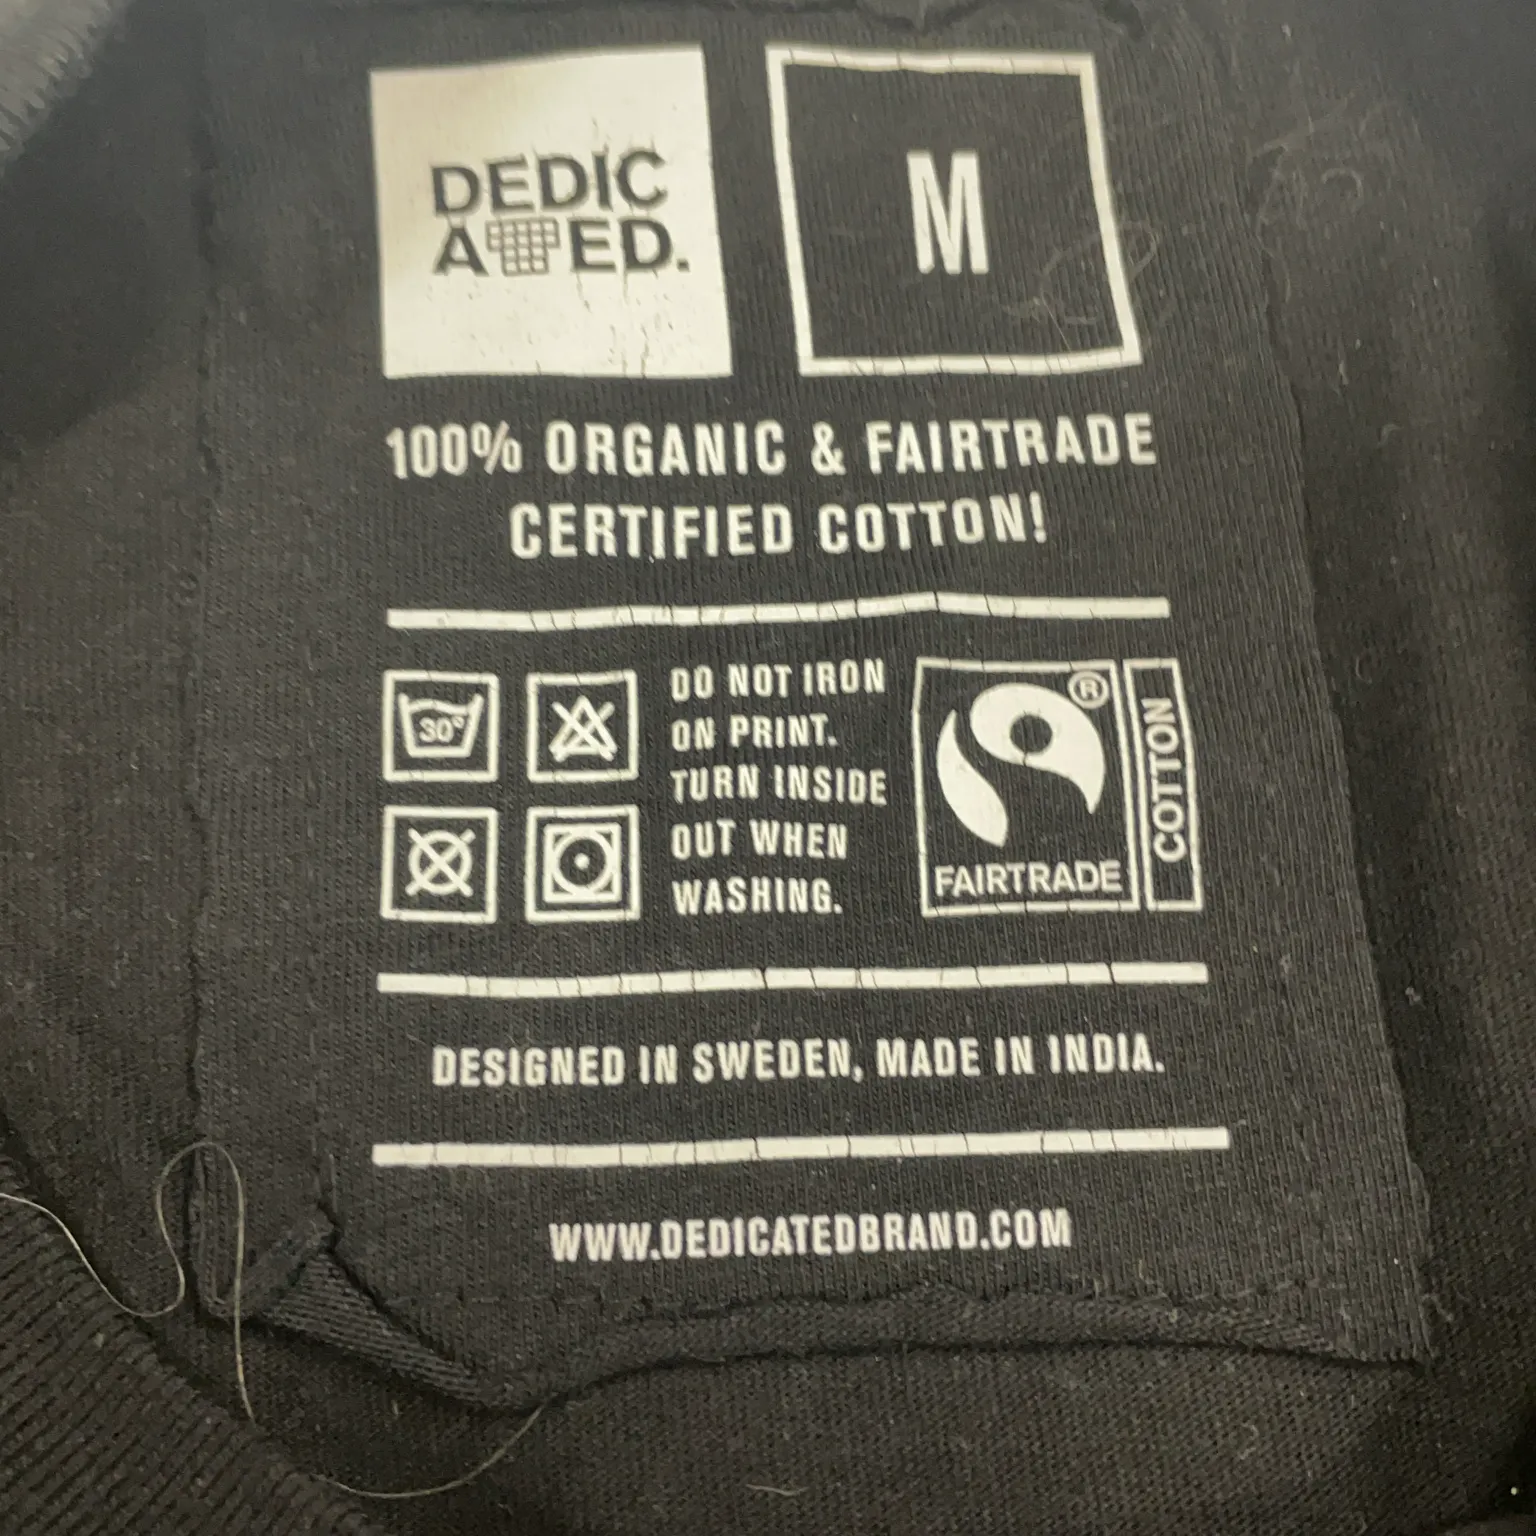 DEDIC
ATED.
M
100% ORGANIC & FAIRTRADE
CERTIFIED COTTON!
30°
DO NOT IRON
ON PRINT.
TURN INSIDE
OUT WHEN
WASHING.
®
FAIRTRADE
COTTON
DESIGNED IN SWEDEN, MADE IN INDIA.
WWW.DEDICATEDBRAND.COM